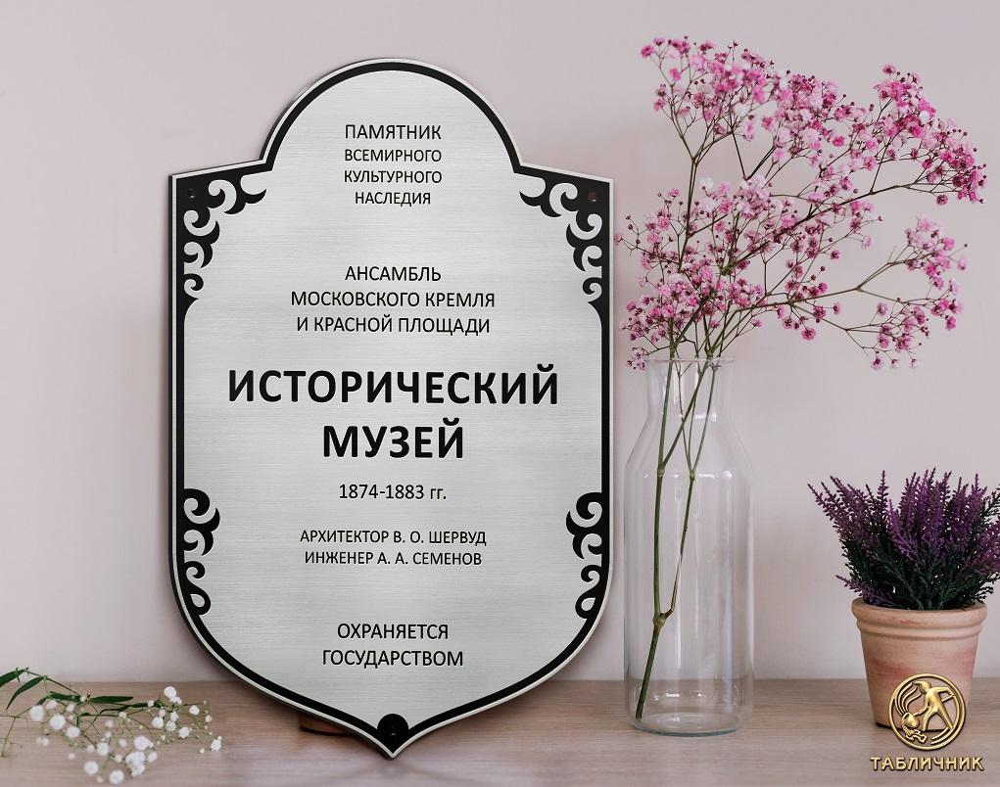 ПАМЯТНИК
ВСЕМИРНОГО
КУЛЬТУРНОГО
НАСЛЕДИЯ
АНСАМБЛЬ
МОСКОВСКОГО КРЕМЛЯ
И КРАСНОЙ ПЛОЩАДИ
ИСТОРИЧЕСКИЙ
МУЗЕЙ
1874-1883 гг.
АРХИТЕКТОР В. О. ШЕРВУД
ИНЖЕНЕР А. А. СЕМЕНОВ
ОХРАНЯЕТСЯ
ГОСУДАРСТВОМ
ТАБЛИЧНИК